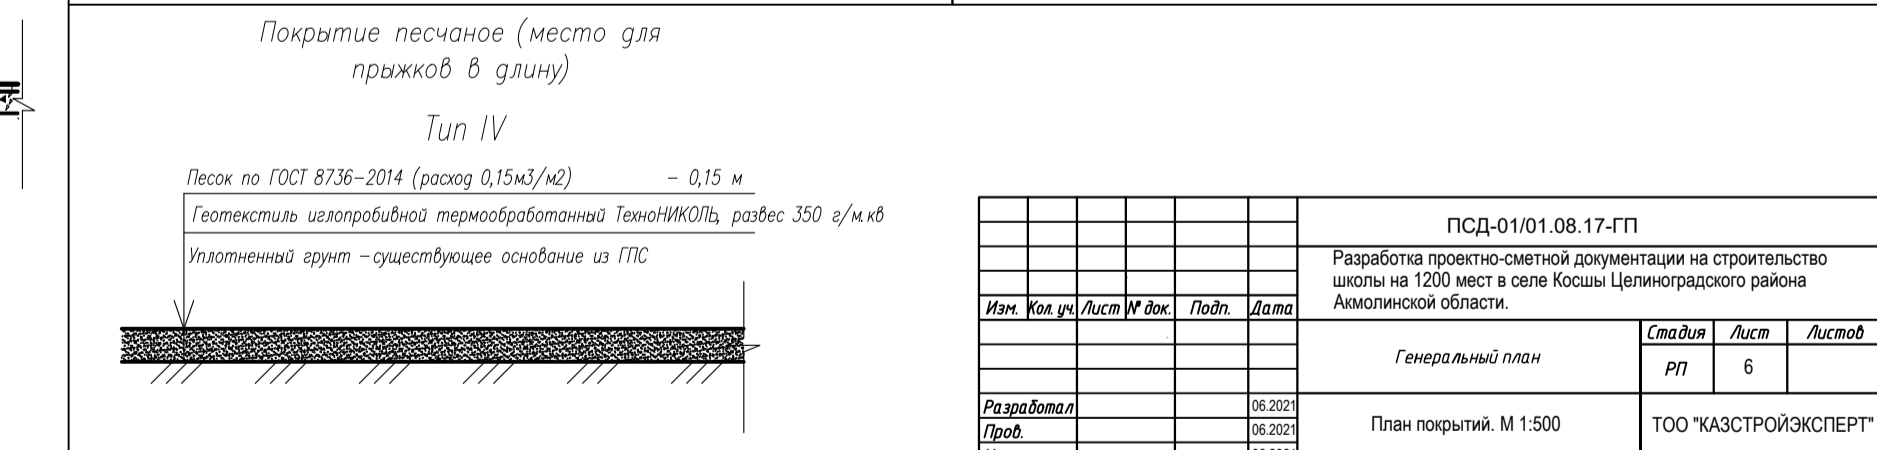 Покрытие песчаное (место для
прыжков в длину)
Тип IV
Песок по ГОСТ 8736-2014 (расход 0,15м3/м2) - 0,15 м
Геотекстиль иглопробивной термообработанный ТехноНИКОЛЬ, развес 350 г/м.кв
Уплотненный грунт -существующее основание из ГПС
ПСД-01/01.08.17-ГП
Разработка проектно-сметной документации на строительство
школы на 1200 мест в селе Косшы Целиноградского района
Акмолинской области.
Изм. Кол. уч. Лист № док. Подп. Дата
Генеральный план
Стадия Лист Листов
РП 6
Разработал 06.2021
Пров. 06.2021
План покрытий. М 1:500
ТОО "КАЗСТРОЙЭКСПЕРТ"